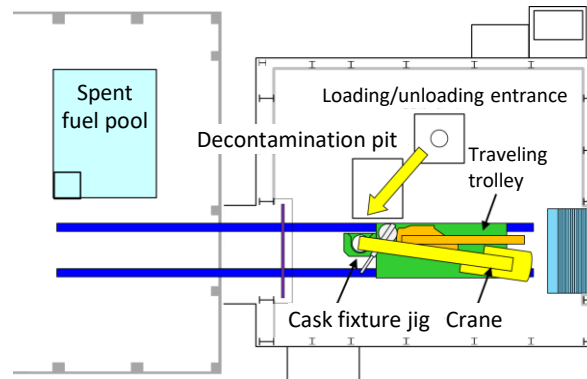 Spent
fuel pool
Loading/unloading entrance
Decontamination pit
Traveling
trolley
Cask fixture jig
Crane